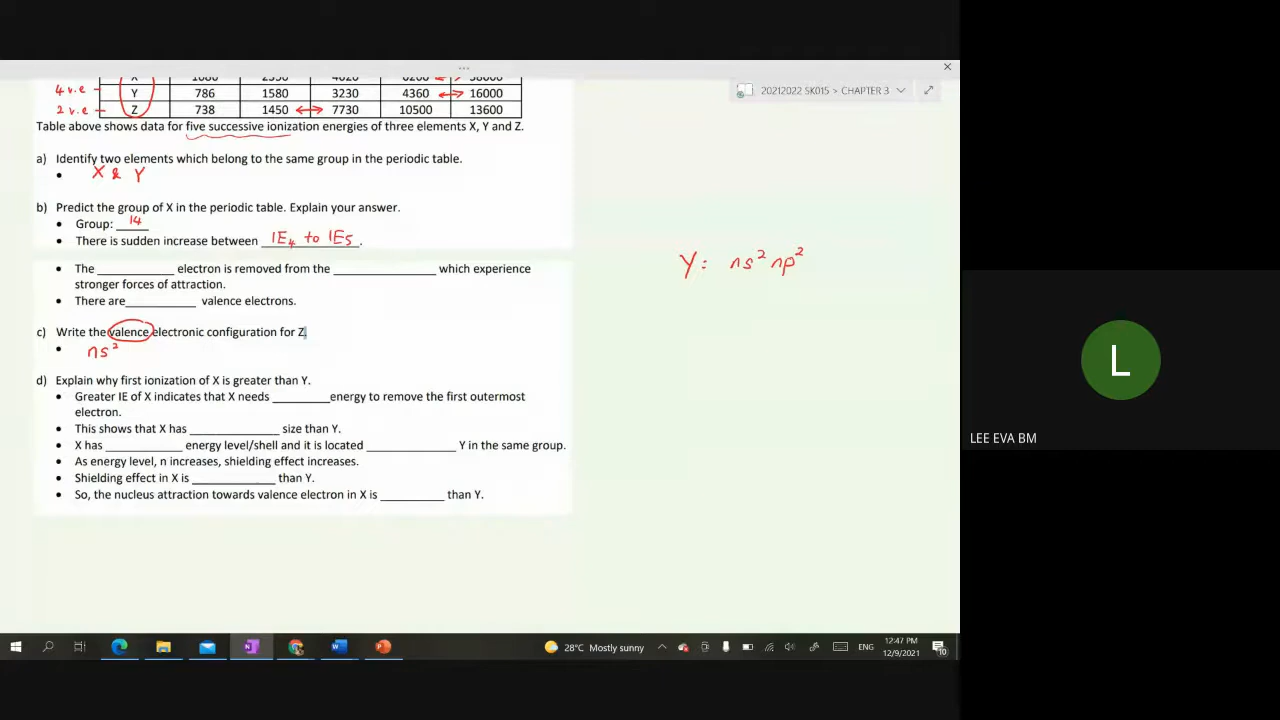 20212022 SK015 > CHAPTER 3
4 v.e Y 786 1580 3230 4360 16000
2 v.e Z 738 1450 7730 10500 13600
Table above shows data for five successive ionization energies of three elements X, Y and Z.
a) Identify two elements which belong to the same group in the periodic table.
• X & Y
b) Predict the group of X in the periodic table. Explain your answer.
• Group: 14
• There is sudden increase between IE4 to IE5.
• The ____________ electron is removed from the ________________ which experience
stronger forces of attraction.
• There are___________ valence electrons.
Y: ns² np²
c) Write the valence electronic configuration for Z.
• ns²
d) Explain why first ionization of X is greater than Y.
• Greater IE of X indicates that X needs _________energy to remove the first outermost
electron.
• This shows that X has ______________ size than Y.
• X has ____________ energy level/shell and it is located ______________ Y in the same group.
• As energy level, n increases, shielding effect increases.
• Shielding effect in X is _____________ than Y.
• So, the nucleus attraction towards valence electron in X is __________ than Y.
L
LEE EVA BM
28°C Mostly sunny
ENG
12:47 PM
12/9/2021
10